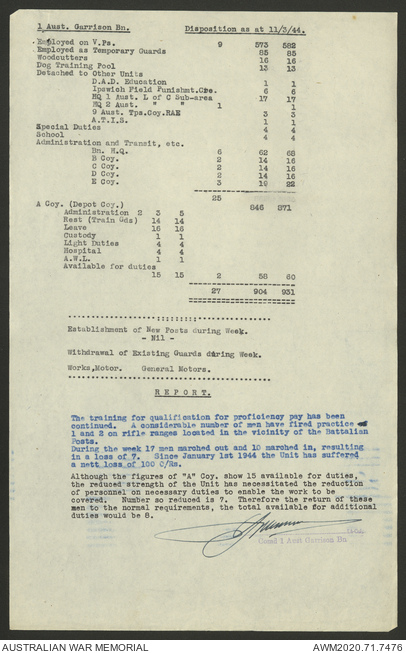 1 Aust. Garrison Bn. Disposition as at 11/3/44.
Employed on V.Ps. 9 573 582
Employed as Temporary Guards 85 85
Woodcutters 16 16
Dog Training Pool 13 13
Detached to Other Units
D.A.D. Education 1 1
Ipswich Field Punishmt.Cps. 6 6
HQ 1 Aust. L of C Sub-area 17 17
HQ 2 Aust. " " 1 1
9 Aust. Tps.Coy.RAE 3 3
A.T.I.S. 1 1
Special Duties 4 4
School 4 4
Administration and Transit, etc.
Bn. H.Q. 6 62 68
B Coy. 2 14 16
C Coy. 2 14 16
D Coy. 2 14 16
E Coy. 3 19 22
25
846 871
A Coy. (Depot Coy.)
Administration 2 3 5
Rest (Train Gds) 14 14
Leave 16 16
Custody 1 1
Light Duties 4 4
Hospital 4 4
A.W.L. 1 1
Available for duties
15 15 2 58 60
27 904 931
Establishment of New Posts during Week.
- Nil -
Withdrawal of Existing Guards during Week.
Works,Motor. General Motors.
REPORT.
The training for qualification for proficiency pay has been
continued. A considerable number of men have fired practice
1 and 2 on rifle ranges located in the vicinity of the Battalian
Posts.
During the week 17 men marched out and 10 marched in, resulting
in a loss of 7. Since January 1st 1944 the Unit has suffered
a nett loss of 100 O/Rs.
Although the figures of "A" Coy. show 15 available for duties,
the reduced strength of the Unit has necessitated the reduction
of personnel on necessary duties to enable the work to be
covered. Number so reduced is 7. Therefore the return of these
men to the normal requirements, the total available for additional
duties would be 8.
Comd 1 Aust Garrison Bn
AUSTRALIAN WAR MEMORIAL AWM2020.71.7476